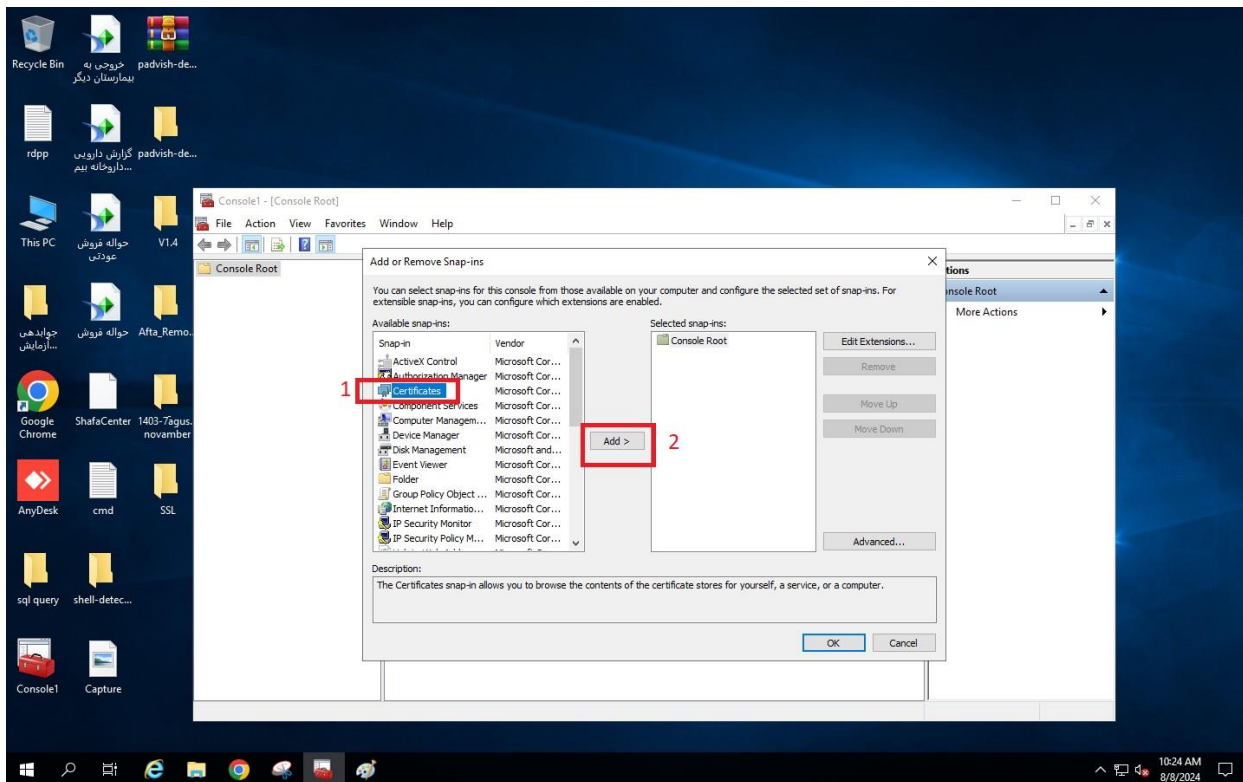 Recycle Bin
خروجی به
بیمارستان دیگر
padvish-de...
rdpp
گزارش دارویی
داروخانه بیم...
padvish-de...
This PC
حواله فروش
عودتی
V1.4
جوابدهی
آزمایش...
حواله فروش
Afta_Remo..
Google
Chrome
ShafaCenter
1403-7agus.
novamber
AnyDesk
cmd
SSL
sql query
shell-detec...
Console1
Capture
Console1 - [Console Root]
File Action View Favorites Window Help
Console Root
Add or Remove Snap-ins
You can select snap-ins for this console from those available on your computer and configure the selected set of snap-ins. For
extensible snap-ins, you can configure which extensions are enabled.
Available snap-ins:
Snap-in Vendor
ActiveX Control Microsoft Cor...
Authorization Manager Microsoft Cor...
1 Certificates Microsoft Cor...
Component Services Microsoft Cor...
Computer Managem... Microsoft Cor...
Device Manager Microsoft Cor...
Disk Management Microsoft and...
Event Viewer Microsoft Cor...
Folder Microsoft Cor...
Group Policy Object ... Microsoft Cor...
Internet Informatio... Microsoft Cor...
IP Security Monitor Microsoft Cor...
IP Security Policy M... Microsoft Cor...
Add >
2
Selected snap-ins:
Console Root
Edit Extensions...
Remove
Move Up
Move Down
Advanced...
Description:
The Certificates snap-in allows you to browse the contents of the certificate stores for yourself, a service, or a computer.
OK Cancel
tions
nsole Root
More Actions
10:24 AM
8/8/2024